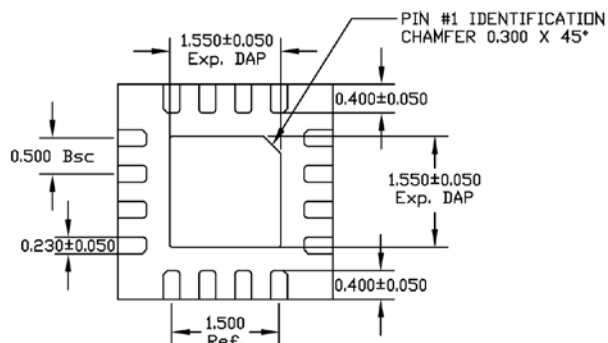 PIN #1 IDENTIFICATION
CHAMFER 0.300 X 45°
1.550±0.050
Exp. DAP
0.400±0.050
0.500 Bsc
1.550±0.050
Exp. DAP
0.230±0.050
0.400±0.050
1.500
Ref